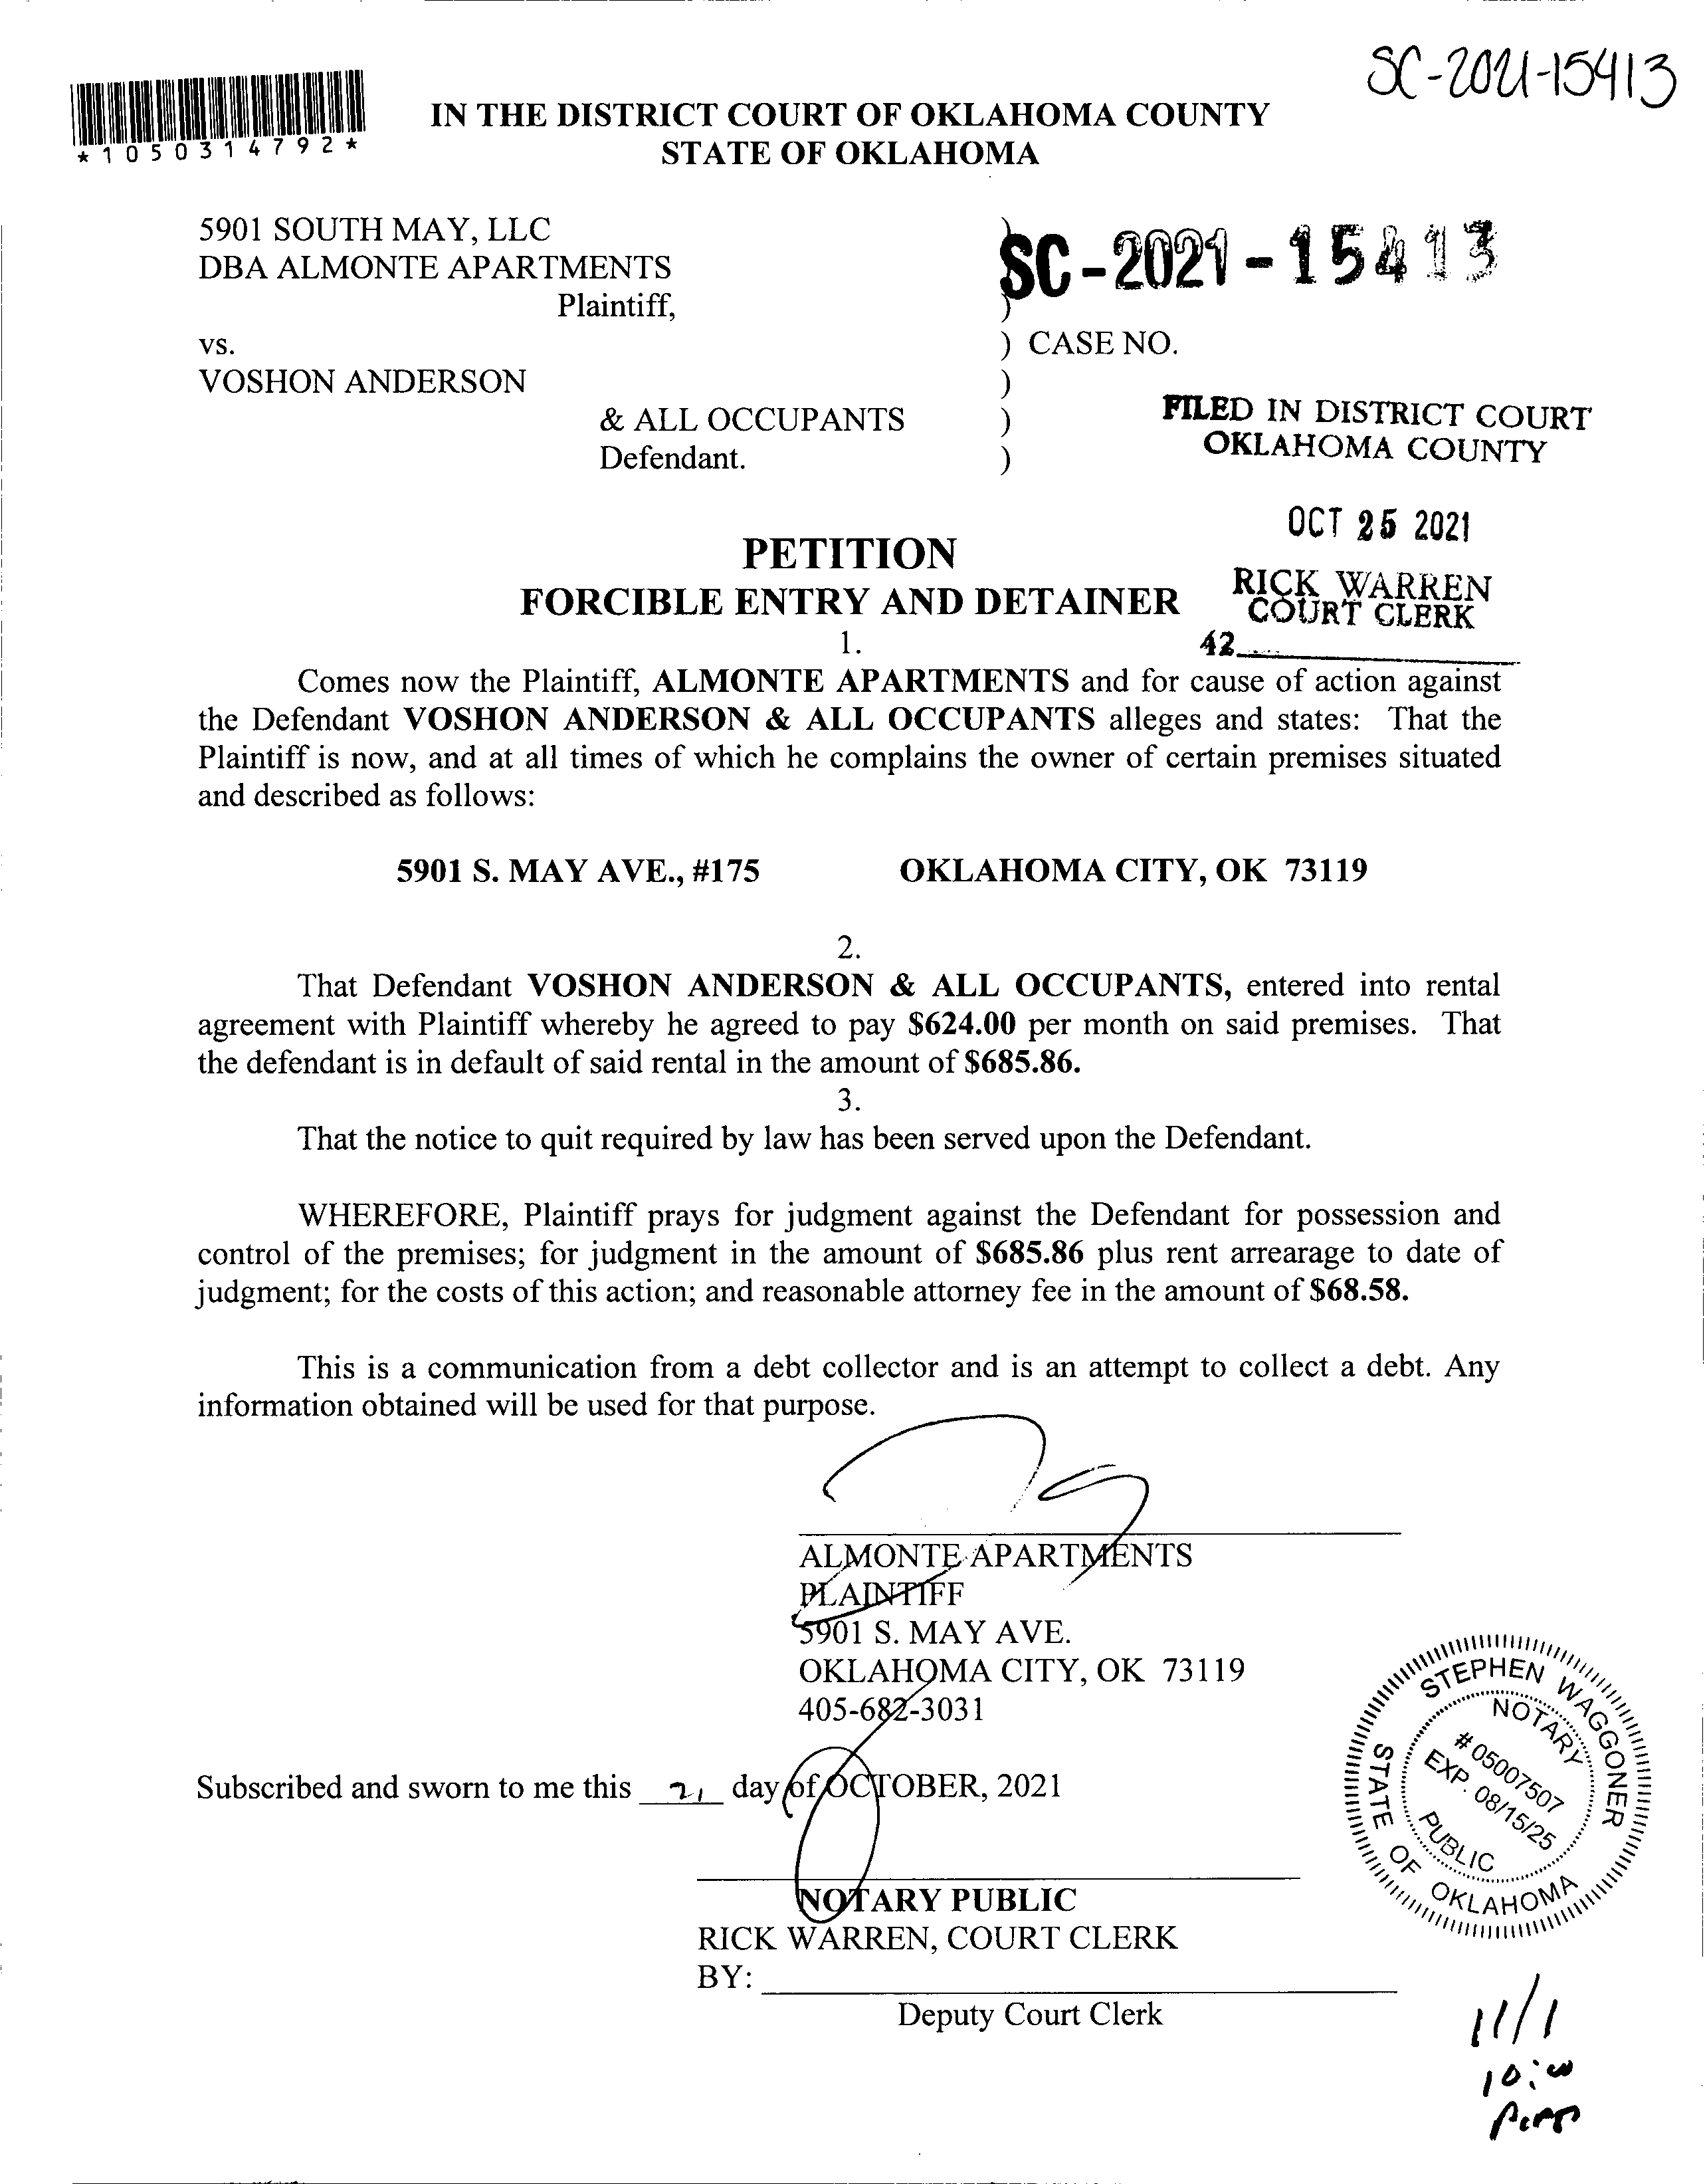 SC-2021-15413
*1050314792*
IN THE DISTRICT COURT OF OKLAHOMA COUNTY
STATE OF OKLAHOMA
5901 SOUTH MAY, LLC
DBA ALMONTE APARTMENTS
Plaintiff,
vs.
VOSHON ANDERSON
& ALL OCCUPANTS
Defendant.
)
SC-2021-15413
)
) CASE NO.
)
)
)
FILED IN DISTRICT COURT
OKLAHOMA COUNTY
OCT 25 2021
RICK WARREN
COURT CLERK
42
PETITION
FORCIBLE ENTRY AND DETAINER
1.
Comes now the Plaintiff, ALMONTE APARTMENTS and for cause of action against
the Defendant VOSHON ANDERSON & ALL OCCUPANTS alleges and states: That the
Plaintiff is now, and at all times of which he complains the owner of certain premises situated
and described as follows:
5901 S. MAY AVE., #175 OKLAHOMA CITY, OK 73119
2.
That Defendant VOSHON ANDERSON & ALL OCCUPANTS, entered into rental
agreement with Plaintiff whereby he agreed to pay $624.00 per month on said premises. That
the defendant is in default of said rental in the amount of $685.86.
3.
That the notice to quit required by law has been served upon the Defendant.
WHEREFORE, Plaintiff prays for judgment against the Defendant for possession and
control of the premises; for judgment in the amount of $685.86 plus rent arrearage to date of
judgment; for the costs of this action; and reasonable attorney fee in the amount of $68.58.
This is a communication from a debt collector and is an attempt to collect a debt. Any
information obtained will be used for that purpose.
ALMONTE APARTMENTS
PLAINTIFF
5901 S. MAY AVE.
OKLAHOMA CITY, OK 73119
405-682-3031
Subscribed and sworn to me this 21 day of OCTOBER, 2021
NOTARY PUBLIC
RICK WARREN, COURT CLERK
BY:
Deputy Court Clerk
STEPHEN WAGGONER
NOTARY
# 05007507
EXP. 08/15/25
PUBLIC
STATE OF OKLAHOMA
11/1
10:00